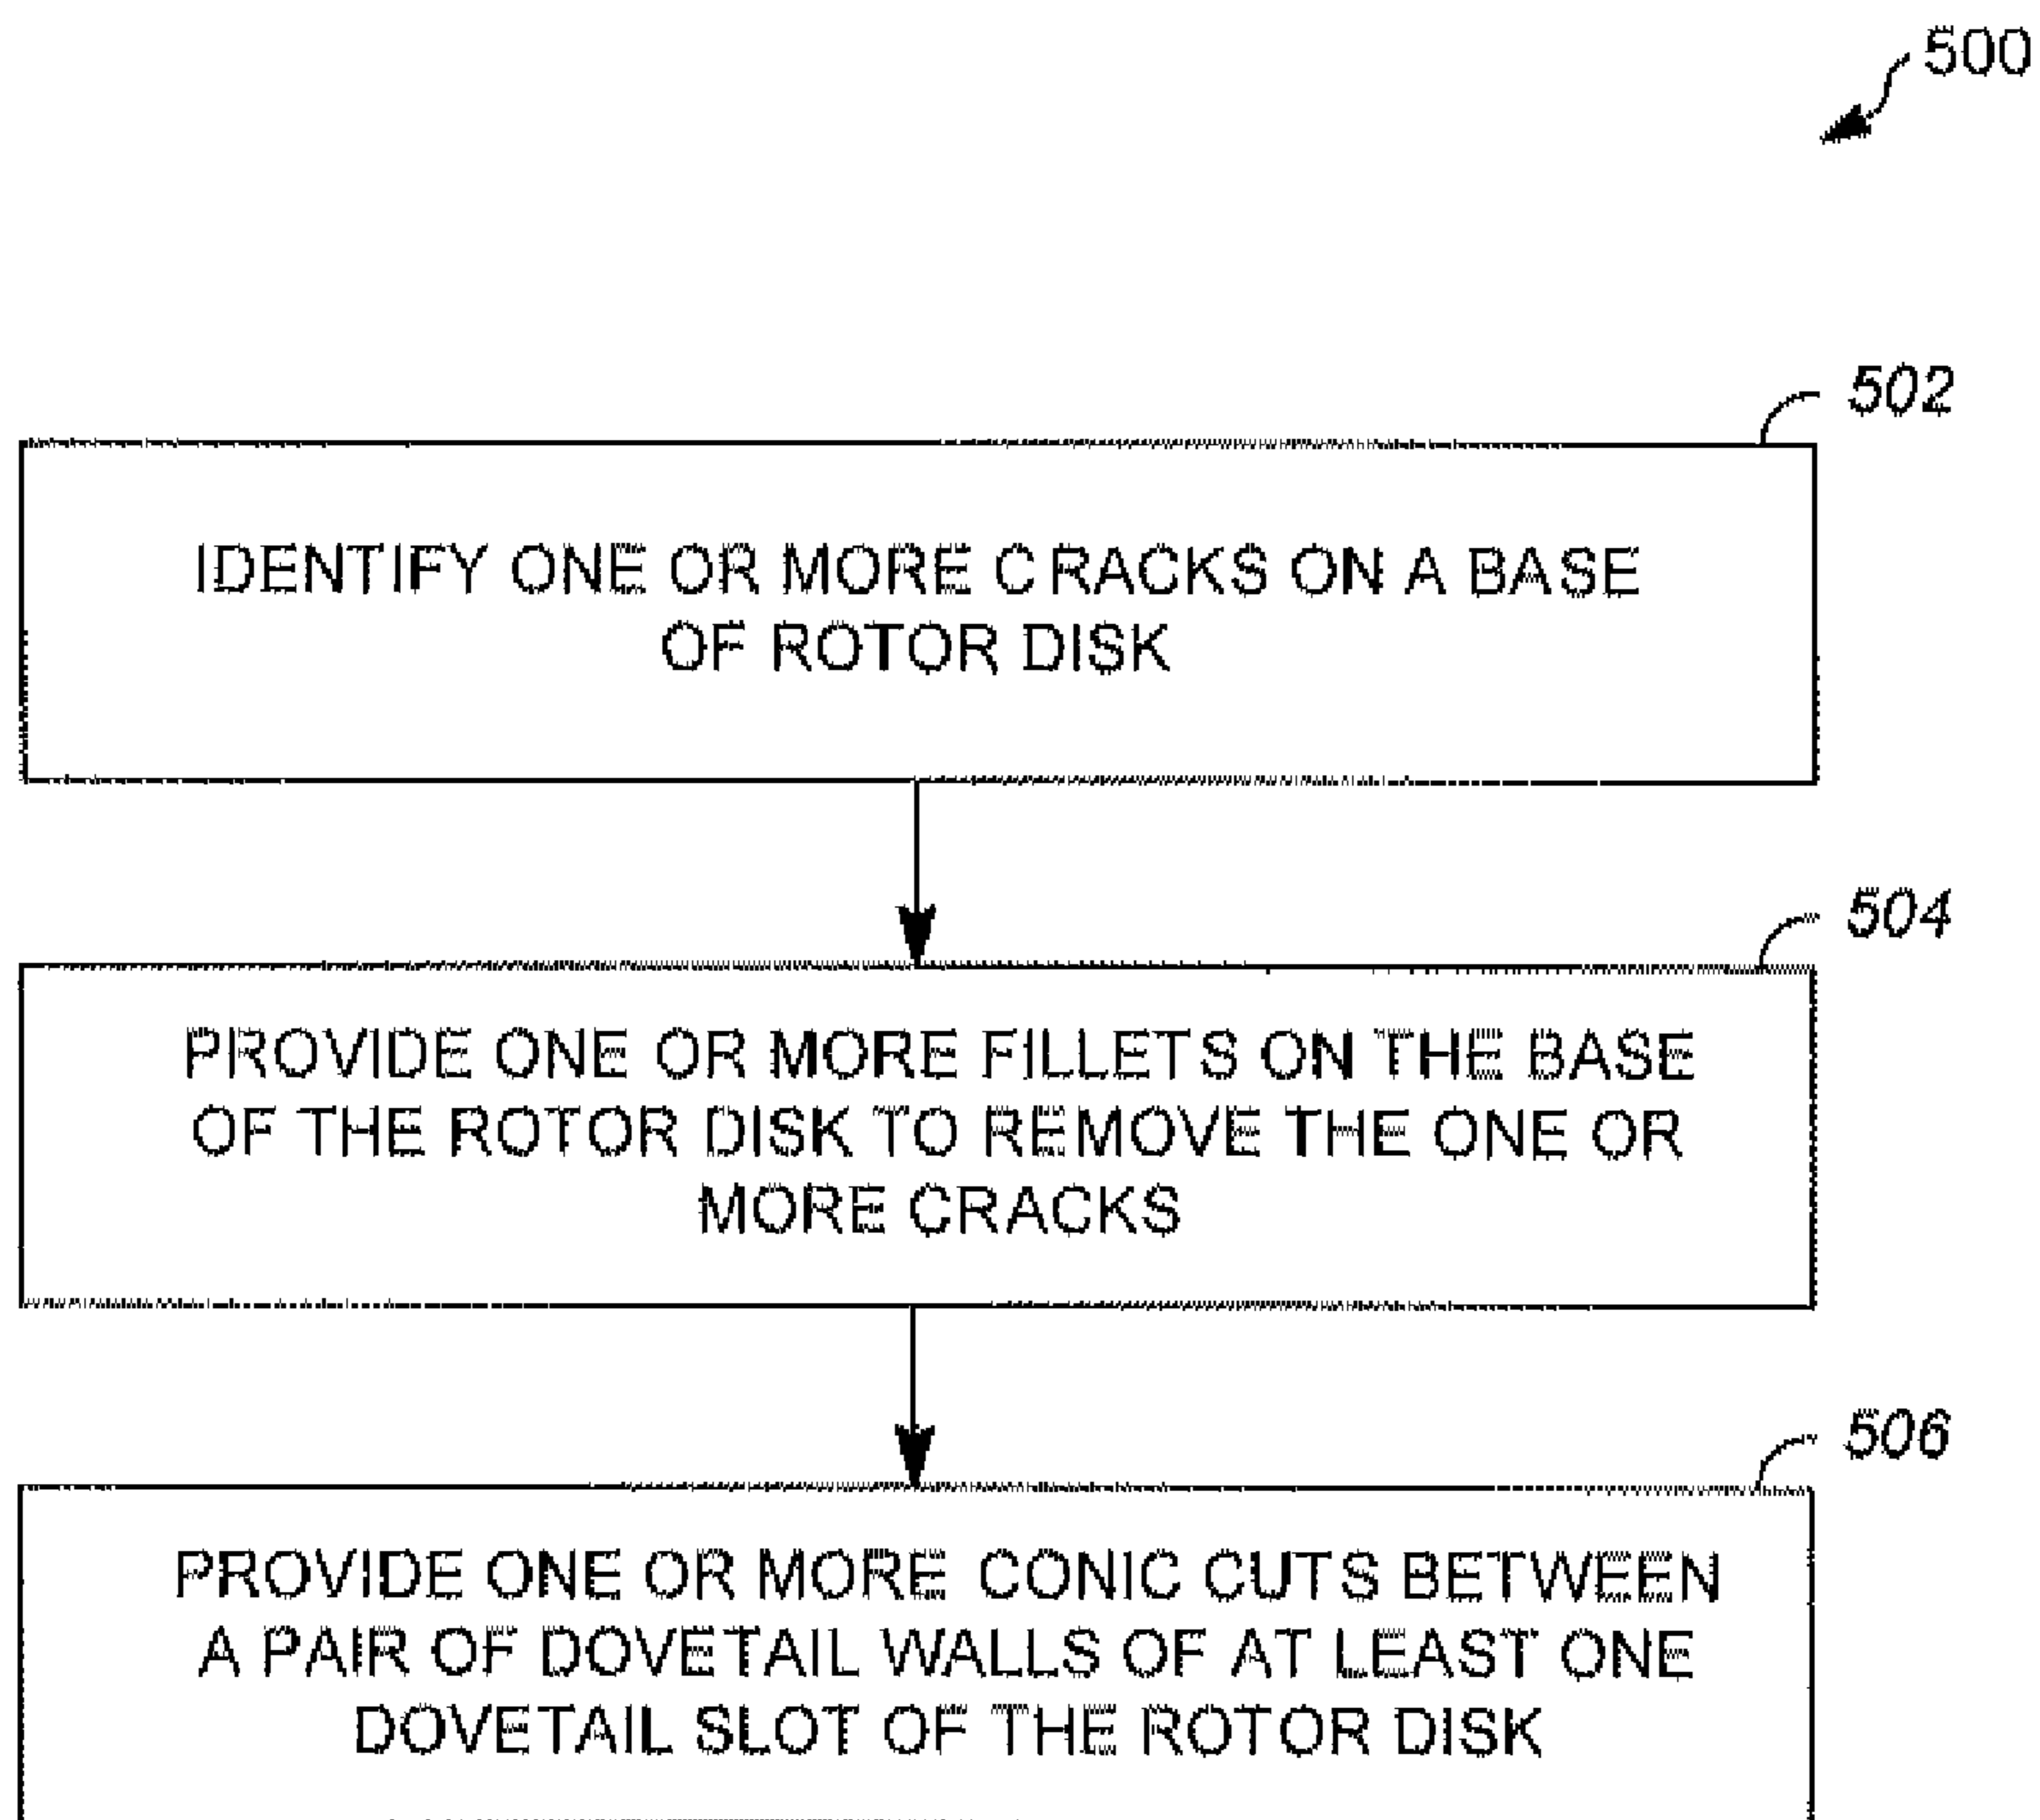 500
502
IDENTIFY ONE OR MORE CRACKS ON A BASE
OF ROTOR DISK
504
PROVIDE ONE OR MORE FILLETS ON THE BASE
OF THE ROTOR DISK TO REMOVE THE ONE OR
MORE CRACKS
506
PROVIDE ONE OR MORE CONIC CUTS BETWEEN
A PAIR OF DOVETAIL WALLS OF AT LEAST ONE
DOVETAIL SLOT OF THE ROTOR DISK